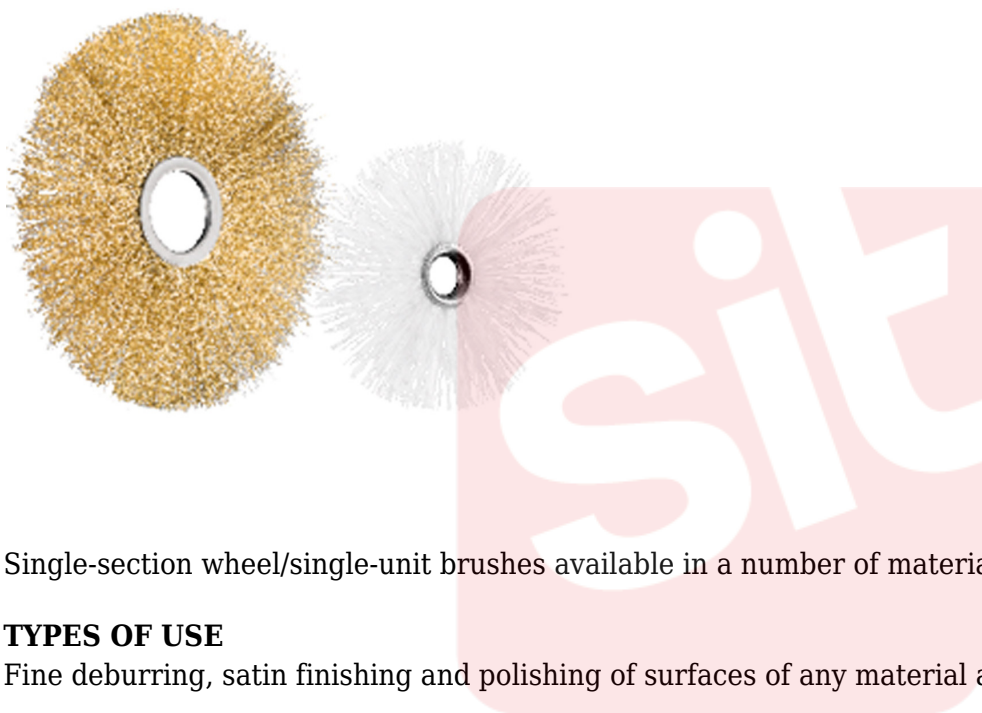 sit
Single-section wheel/single-unit brushes available in a number of materia
TYPES OF USE
Fine deburring, satin finishing and polishing of surfaces of any material a